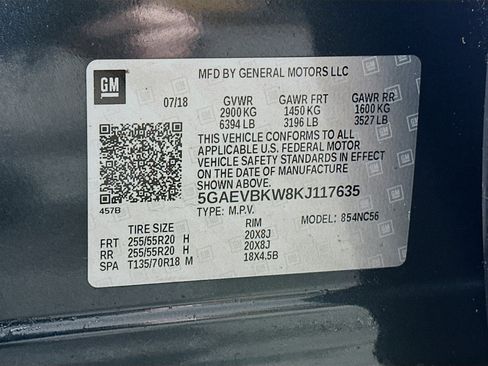 GM
MFD BY GENERAL MOTORS LLC
07/18 GVWR GAWR FRT GAWR RR
2900 KG 1450 KG 1600 KG
6394 LB 3196 LB 3527 LB
THIS VEHICLE CONFORMS TO ALL
APPLICABLE U.S. FEDERAL MOTOR
VEHICLE SAFETY STANDARDS IN EFFECT
ON THE DATE OF MANUFACTURE
SHOWN ABOVE.
5GAEVBKW8KJ117635
457B
TYPE: M.P.V. MODEL: 854NC56
TIRE SIZE RIM
FRT 255/55R20 H 20X8J
RR 255/55R20 H 20X8J
SPA T135/70R18 M 18X4.5B